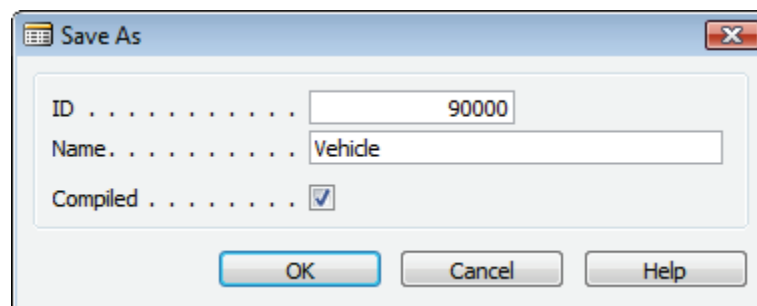 Save As
ID . . . . . . . . . . . 90000
Name. . . . . . . . . . Vehicle
Compiled . . . . . . . .
OK Cancel Help